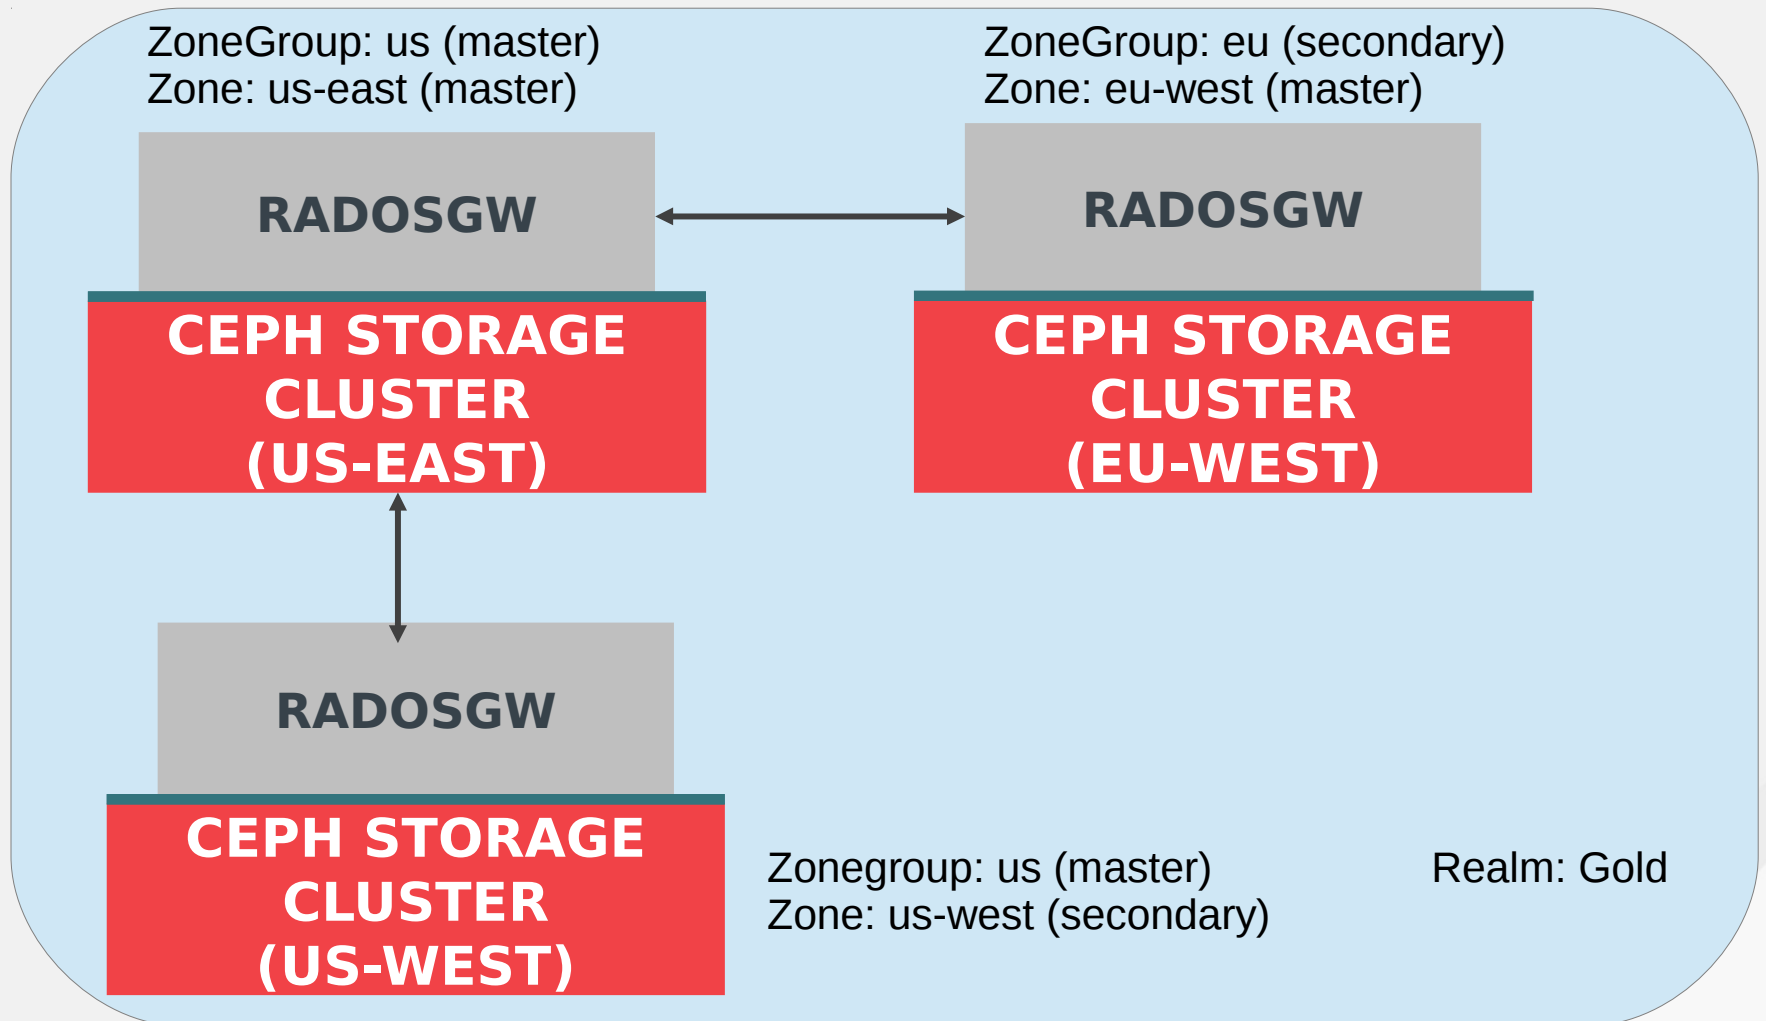 ZoneGroup: us (master)
Zone: us-east (master)
ZoneGroup: eu (secondary)
Zone: eu-west (master)
RADOSGW
RADOSGW
CEPH STORAGE
CLUSTER
(US-EAST)
CEPH STORAGE
CLUSTER
(EU-WEST)
RADOSGW
CEPH STORAGE
CLUSTER
(US-WEST)
Zonegroup: us (master)
Zone: us-west (secondary)
Realm: Gold